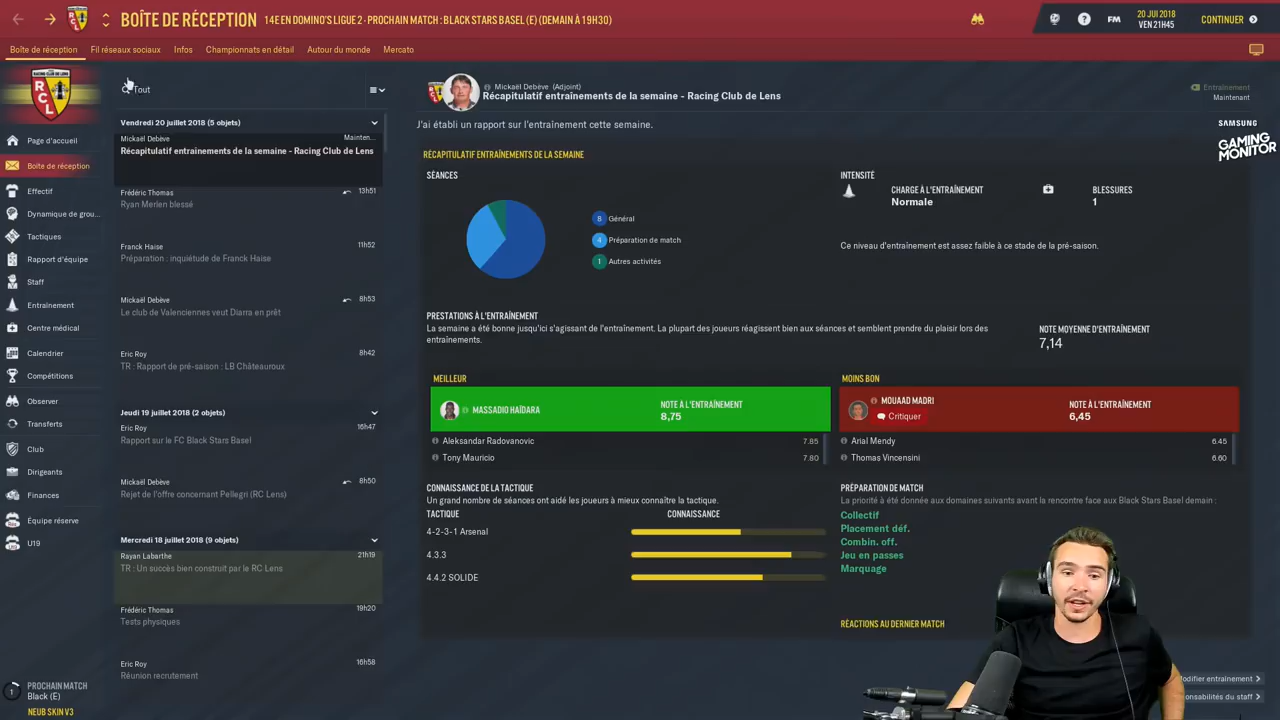 BOÎTE DE RÉCEPTION
14E EN DOMINO'S LIGUE 2 · PROCHAIN MATCH : BLACK STARS BASEL (E) (DEMAIN À 19H30)
FM
20 JUI 2018
VEN 21H45
CONTINUER
Boîte de réception
Fil réseaux sociaux
Infos
Championnats en détail
Autour du monde
Mercato
RCL
Page d'accueil
Boîte de réception
Effectif
Dynamique de grou...
Tactiques
Rapport d'équipe
Staff
Entraînement
Centre médical
Calendrier
Compétitions
Observer
Transferts
Club
Dirigeants
Finances
Équipe réserve
U19
1
PROCHAIN MATCH
Black (E)
NEUB SKIN V3
Tout
Vendredi 20 juillet 2018 (5 objets)
Mickaël Debève
Mainten...
Récapitulatif entraînements de la semaine - Racing Club de Lens
Frédéric Thomas
13h51
Ryan Merlen blessé
Franck Haise
11h52
Préparation : inquiétude de Franck Haise
Mickaël Debève
8h53
Le club de Valenciennes veut Diarra en prêt
Eric Roy
8h42
TR : Rapport de pré-saison : LB Châteauroux
Jeudi 19 juillet 2018 (2 objets)
Eric Roy
16h47
Rapport sur le FC Black Stars Basel
Mickaël Debève
8h50
Rejet de l'offre concernant Pellegri (RC Lens)
Mercredi 18 juillet 2018 (9 objets)
Rayan Labarthe
21h19
TR : Un succès bien construit par le RC Lens
Frédéric Thomas
19h20
Tests physiques
Eric Roy
16h58
Réunion recrutement
Mickaël Debève (Adjoint)
Récapitulatif entraînements de la semaine - Racing Club de Lens
Entraînement
Maintenant
J'ai établi un rapport sur l'entraînement cette semaine.
SAMSUNG
GAMING
MONITOR
RÉCAPITULATIF ENTRAÎNEMENTS DE LA SEMAINE
SÉANCES
8 Général
4 Préparation de match
1 Autres activités
INTENSITÉ
CHARGE À L'ENTRAÎNEMENT
Normale
BLESSURES
1
Ce niveau d'entraînement est assez faible à ce stade de la pré-saison.
PRESTATIONS À L'ENTRAÎNEMENT
La semaine a été bonne jusqu'ici s'agissant de l'entraînement. La plupart des joueurs réagissent bien aux séances et semblent prendre du plaisir lors des
entraînements.
NOTE MOYENNE D'ENTRAÎNEMENT
7,14
MEILLEUR
MASSADIO HAÏDARA
NOTE À L'ENTRAÎNEMENT
8,75
Aleksandar Radovanovic 7.85
Tony Mauricio 7.80
MOINS BON
MOUAAD MADRI
Critiquer
NOTE À L'ENTRAÎNEMENT
6,45
Arial Mendy 6.45
Thomas Vincensini 6.60
CONNAISSANCE DE LA TACTIQUE
Un grand nombre de séances ont aidé les joueurs à mieux connaître la tactique.
TACTIQUE CONNAISSANCE
4-2-3-1 Arsenal
4.3.3
4.4.2 SOLIDE
PRÉPARATION DE MATCH
La priorité a été donnée aux domaines suivants avant la rencontre face aux Black Stars Basel demain :
Collectif
Placement déf.
Combin. off.
Jeu en passes
Marquage
RÉACTIONS AU DERNIER MATCH
Modifier entraînement
du staff